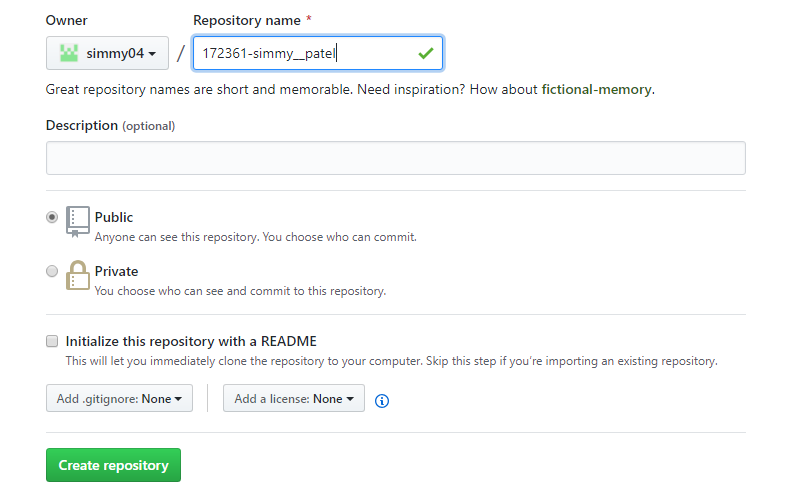 Owner Repository name *
simmy04 / 172361-simmy__patel
Great repository names are short and memorable. Need inspiration? How about fictional-memory.
Description (optional)
Public
Anyone can see this repository. You choose who can commit.
Private
You choose who can see and commit to this repository.
Initialize this repository with a README
This will let you immediately clone the repository to your computer. Skip this step if you're importing an existing repository.
Add .gitignore: None Add a license: None
Create repository